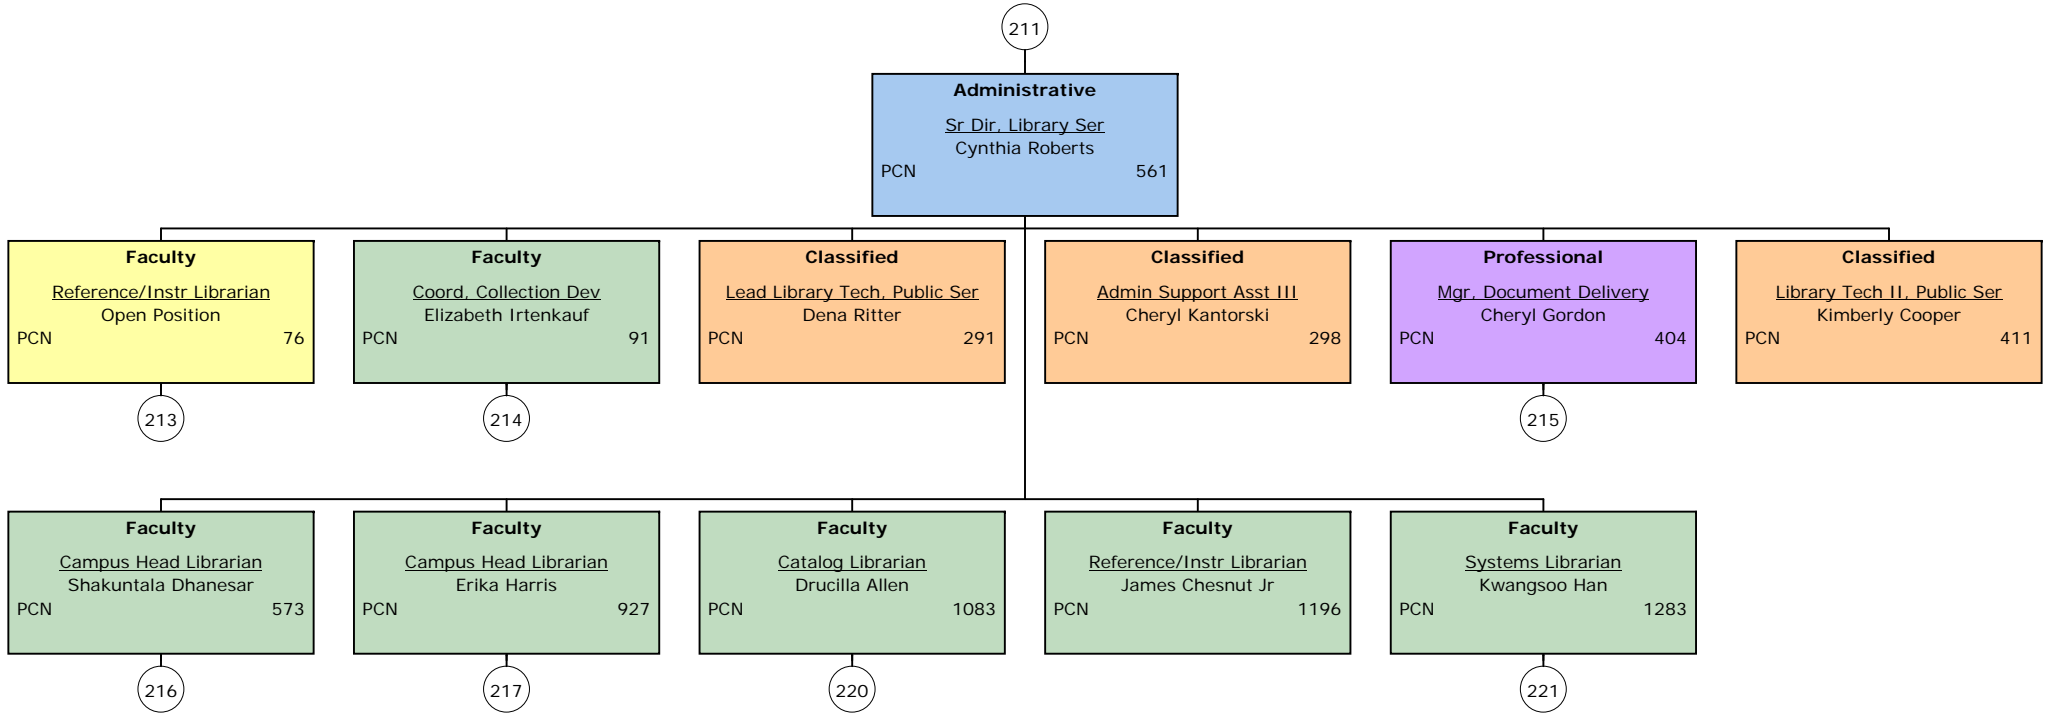 211
Administrative
Sr Dir, Library Ser
Cynthia Roberts
PCN 561
Faculty
Reference/Instr Librarian
Open Position
PCN 76
213
Faculty
Coord, Collection Dev
Elizabeth Irtenkauf
PCN 91
214
Classified
Lead Library Tech, Public Ser
Dena Ritter
PCN 291
Classified
Admin Support Asst III
Cheryl Kantorski
PCN 298
Professional
Mgr, Document Delivery
Cheryl Gordon
PCN 404
215
Classified
Library Tech II, Public Ser
Kimberly Cooper
PCN 411
Faculty
Campus Head Librarian
Shakuntala Dhanesar
PCN 573
216
Faculty
Campus Head Librarian
Erika Harris
PCN 927
217
Faculty
Catalog Librarian
Drucilla Allen
PCN 1083
220
Faculty
Reference/Instr Librarian
James Chesnut Jr
PCN 1196
Faculty
Systems Librarian
Kwangsoo Han
PCN 1283
221